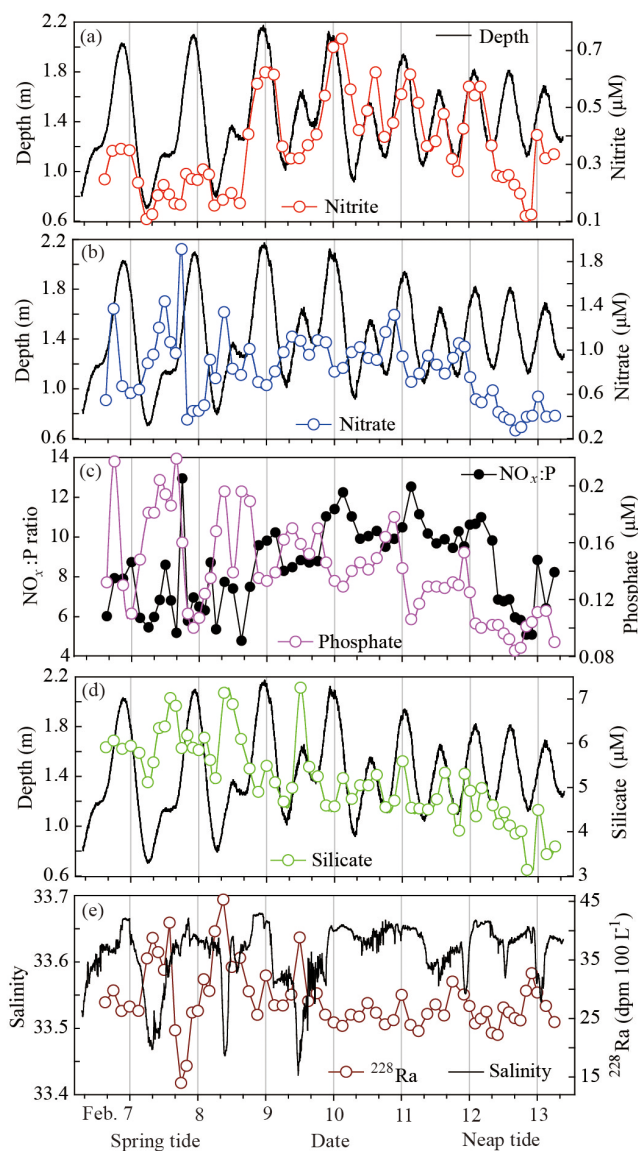 (a)
Depth
Depth (m)
2.2
1.8
1.4
1.0
0.6
Nitrite
0.7
0.5
0.3
0.1
Nitrite (μM)
(b)
Depth (m)
2.2
1.8
1.4
1.0
0.6
Nitrate
1.8
1.4
1.0
0.6
0.2
Nitrate (μM)
(c)
NOx:P
NOx:P ratio
14
12
10
8
6
4
Phosphate
0.2
0.16
0.12
0.08
Phosphate (μM)
(d)
Depth (m)
2.2
1.8
1.4
1.0
0.6
Silicate
7
6
5
4
3
Silicate (μM)
(e)
Salinity
33.7
33.6
33.5
33.4
228Ra
Salinity
45
38
31
24
14
228Ra (dpm 100 L-1)
Feb. 7 8 9 10 11 12 13
Spring tide Date Neap tide